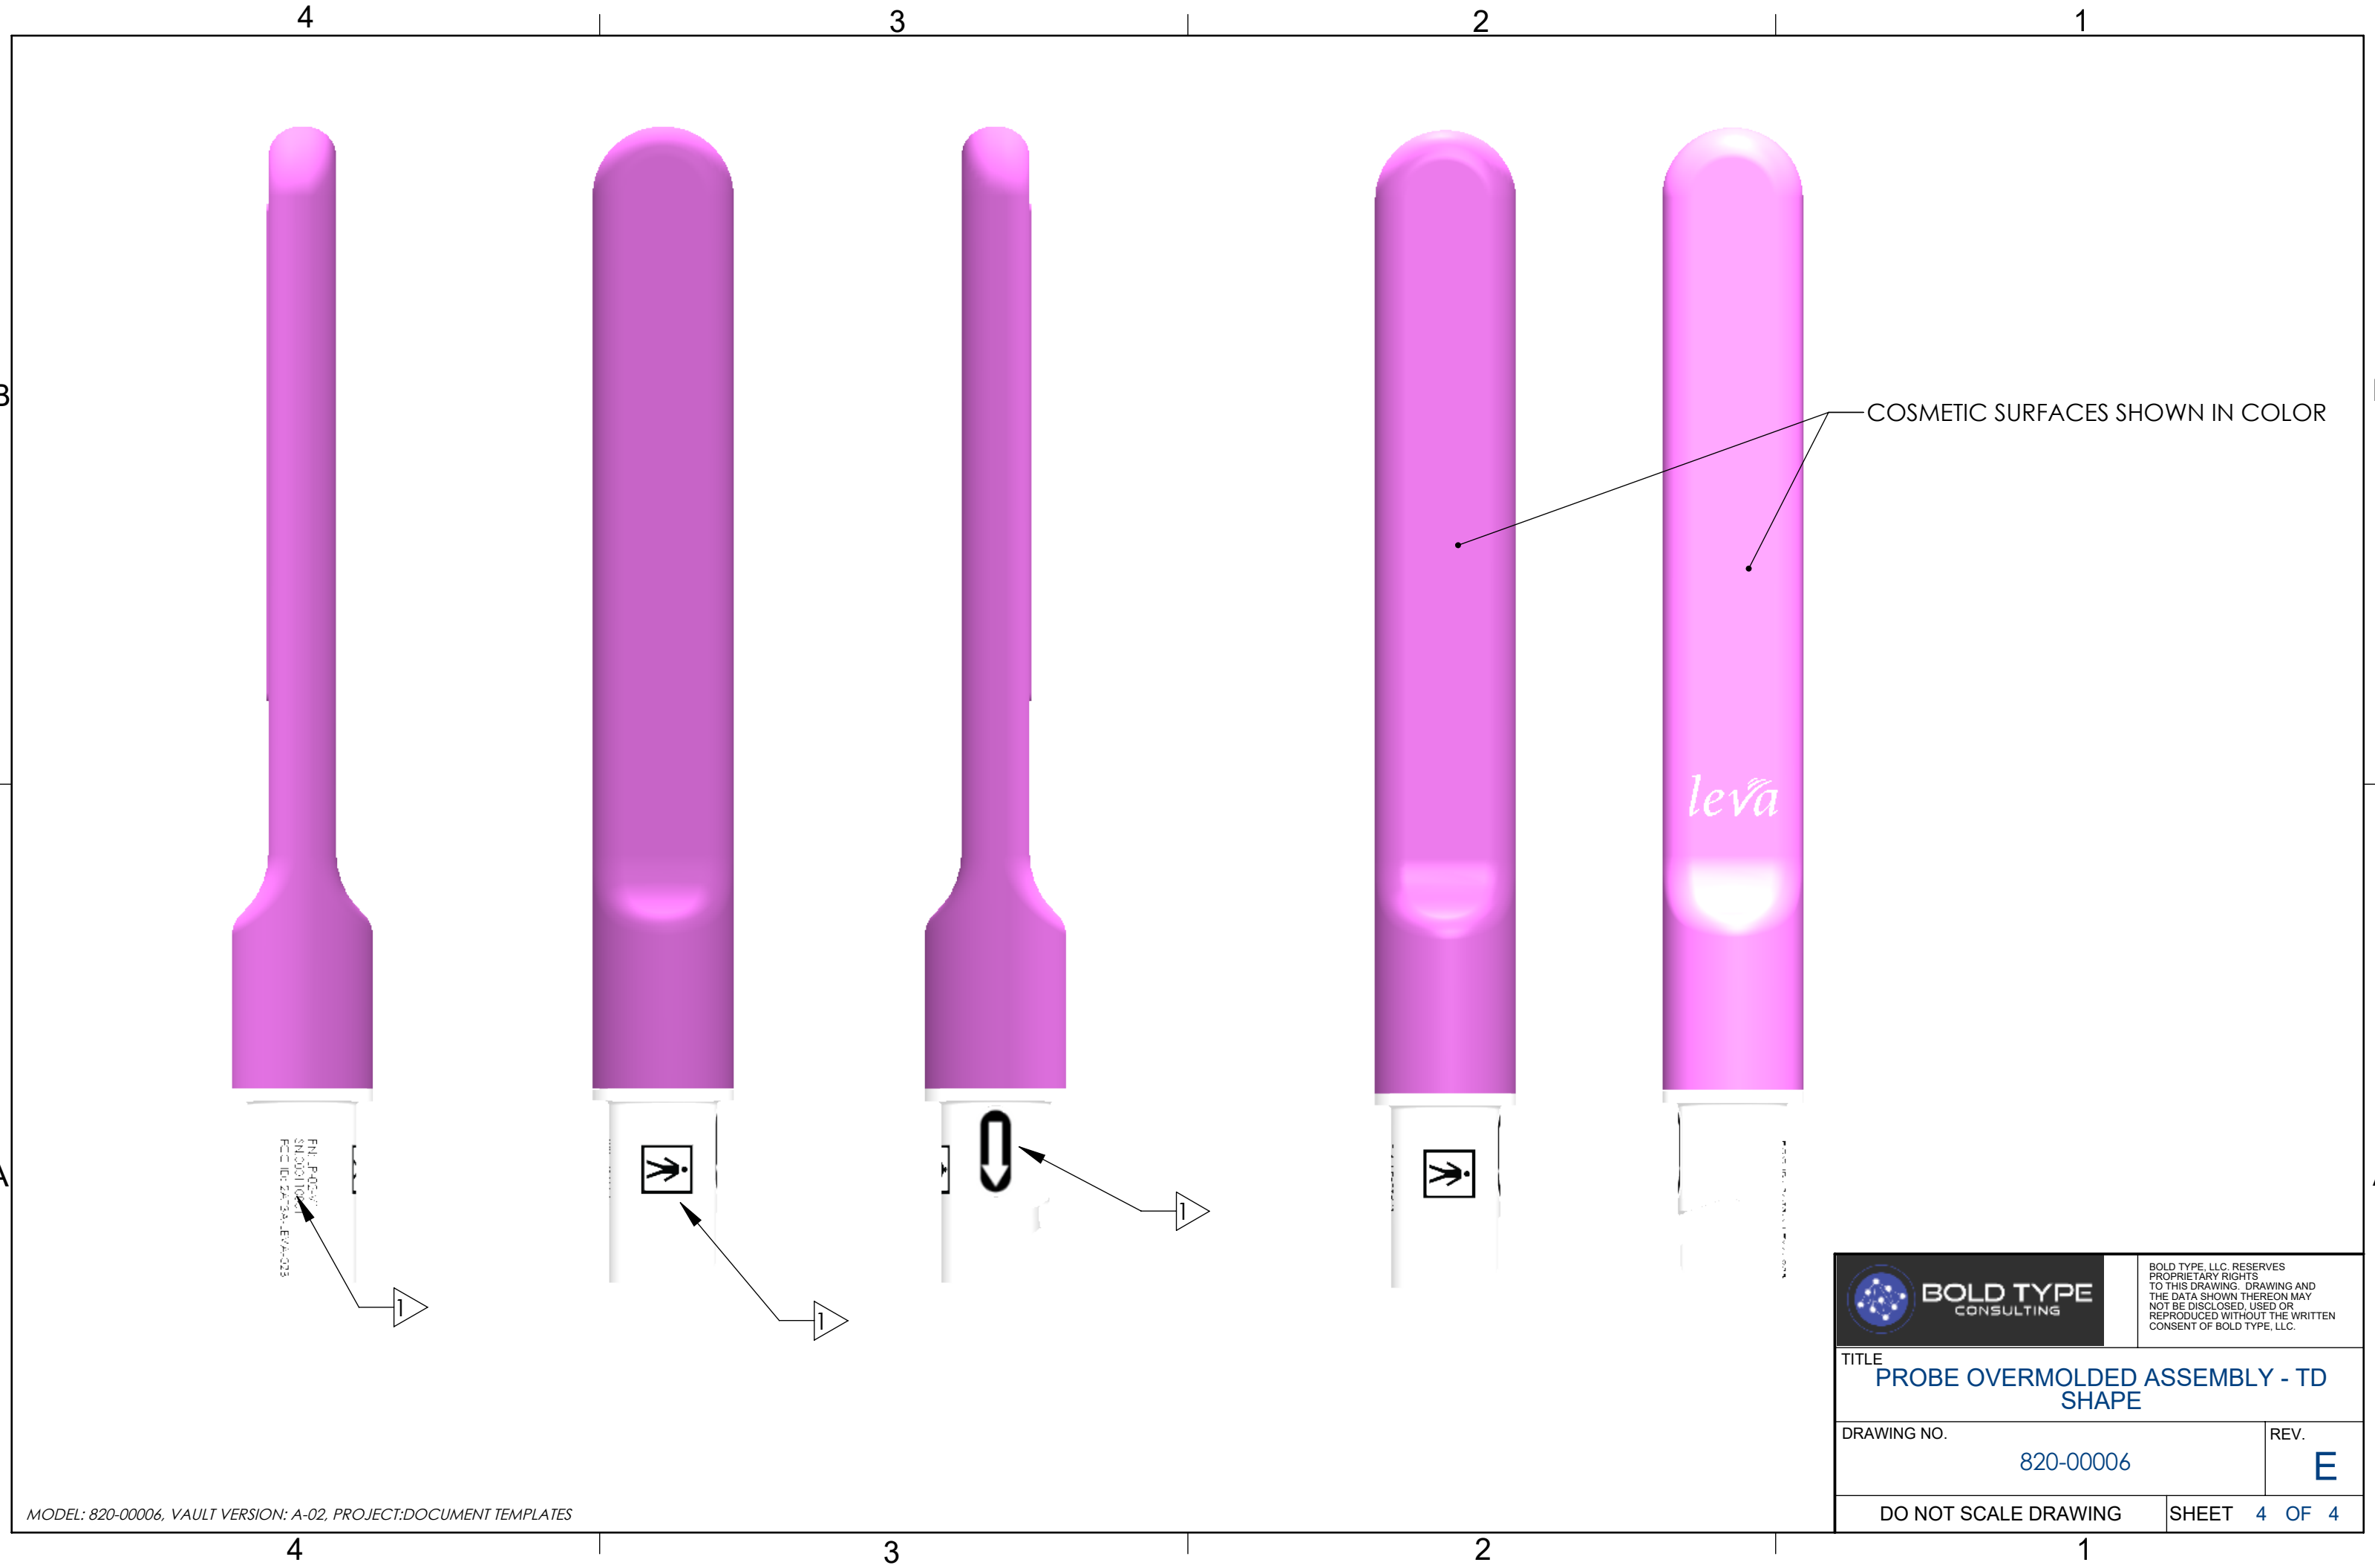 4 3 2 1
B
COSMETIC SURFACES SHOWN IN COLOR
leva
A
1
1
1
BOLD TYPE
CONSULTING
BOLD TYPE, LLC. RESERVES
PROPRIETARY RIGHTS
TO THIS DRAWING. DRAWING AND
THE DATA SHOWN THEREON MAY
NOT BE DISCLOSED, USED OR
REPRODUCED WITHOUT THE WRITTEN
CONSENT OF BOLD TYPE, LLC.
TITLE
PROBE OVERMOLDED ASSEMBLY - TD
SHAPE
DRAWING NO.
820-00006
REV.
E
DO NOT SCALE DRAWING
SHEET 4 OF 4
MODEL: 820-00006, VAULT VERSION: A-02, PROJECT:DOCUMENT TEMPLATES
4 3 2 1